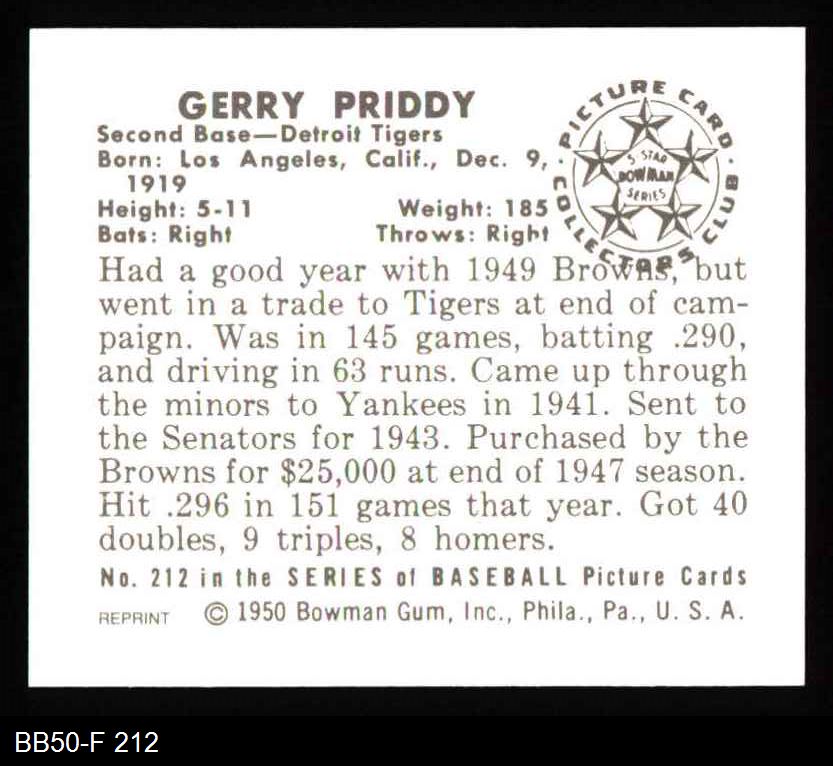 GERRY PRIDDY
Second Base—Detroit Tigers
Born: Los Angeles, Calif., Dec. 9,
1919
Height: 5-11 Weight: 185
Bats: Right Throws: Right
PICTURE CARD
COLLECTORS CLUB
5 STAR
BOWMAN
SERIES
Had a good year with 1949 Browns, but
went in a trade to Tigers at end of cam-
paign. Was in 145 games, batting .290,
and driving in 63 runs. Came up through
the minors to Yankees in 1941. Sent to
the Senators for 1943. Purchased by the
Browns for $25,000 at end of 1947 season.
Hit .296 in 151 games that year. Got 40
doubles, 9 triples, 8 homers.
No. 212 in the SERIES of BASEBALL Picture Cards
REPRINT © 1950 Bowman Gum, Inc., Phila., Pa., U. S. A.
BB50-F 212